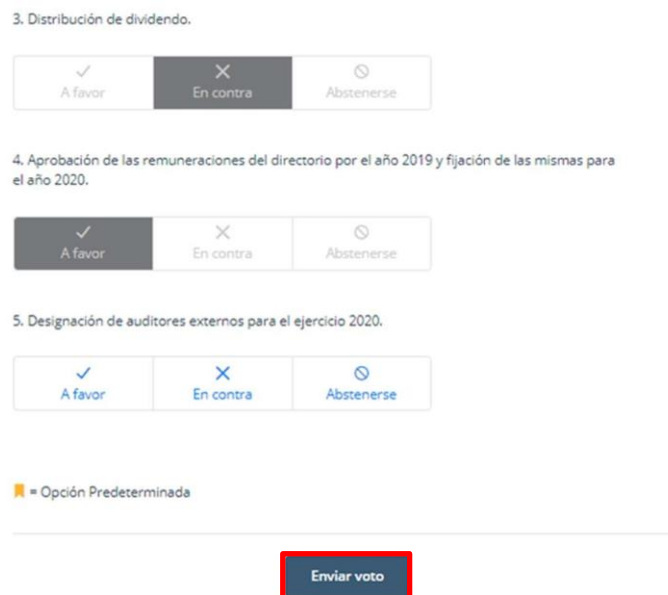 3. Distribución de dividendo.
A favor En contra Abstenerse
4. Aprobación de las remuneraciones del directorio por el año 2019 y fijación de las mismas para
el año 2020.
A favor En contra Abstenerse
5. Designación de auditores externos para el ejercicio 2020.
A favor En contra Abstenerse
= Opción Predeterminada
Enviar voto